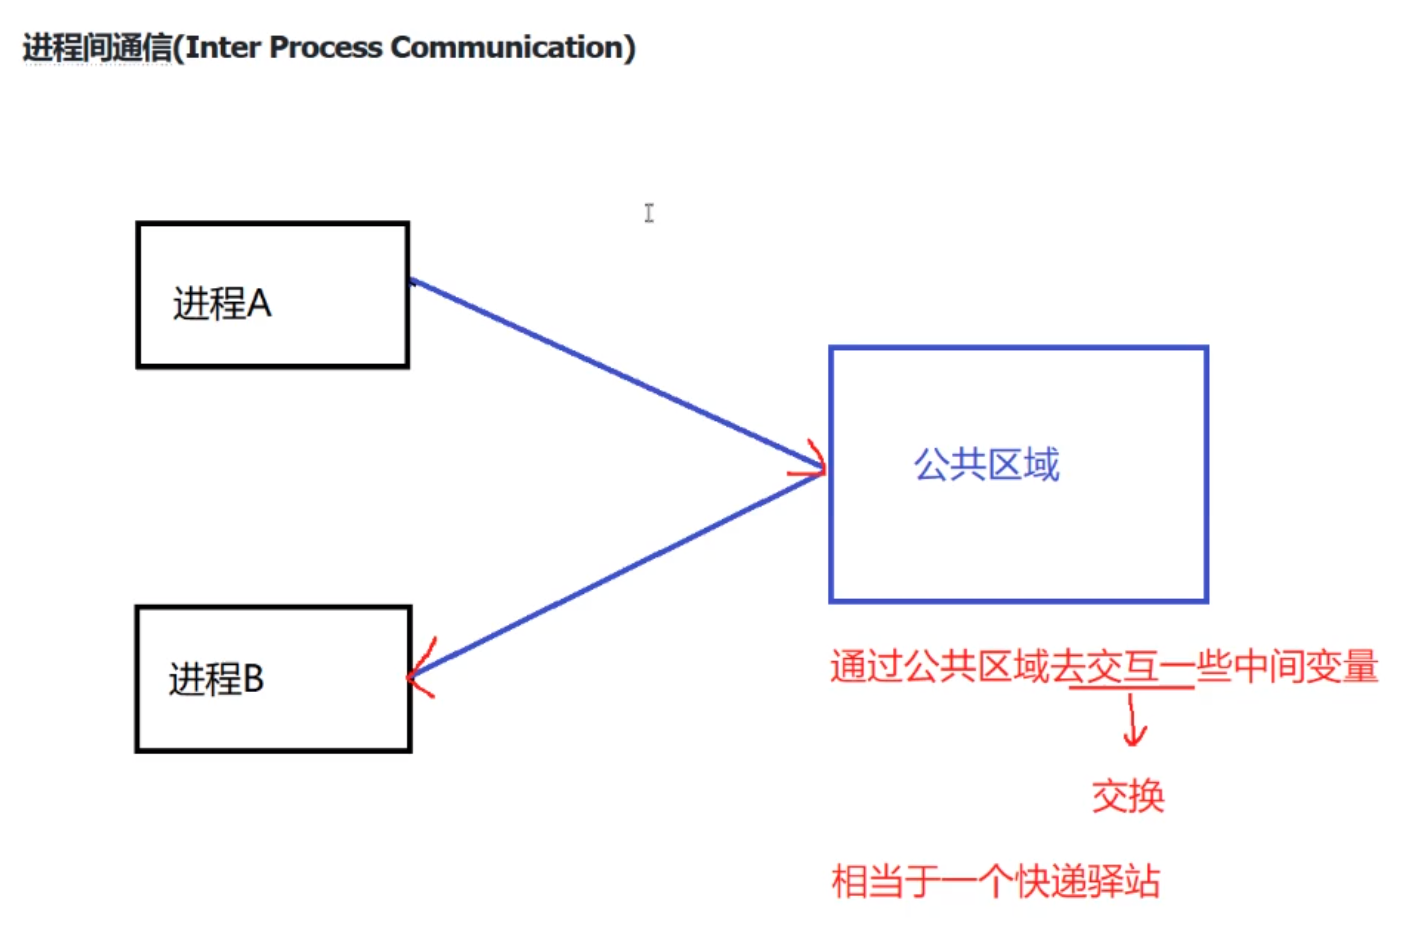 进程间通信(Inter Process Communication)
进程A
公共区域
进程B
通过公共区域去交互一些中间变量
交换
相当于一个快递驿站